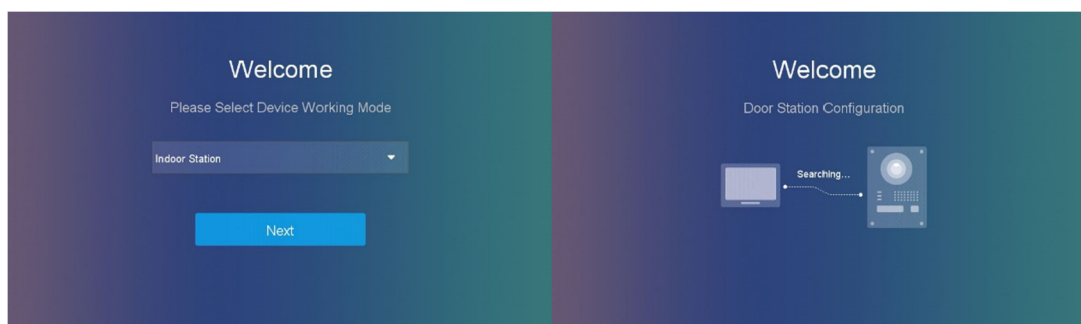 Welcome
Please Select Device Working Mode
Indoor Station
Next
Welcome
Door Station Configuration
Searching...